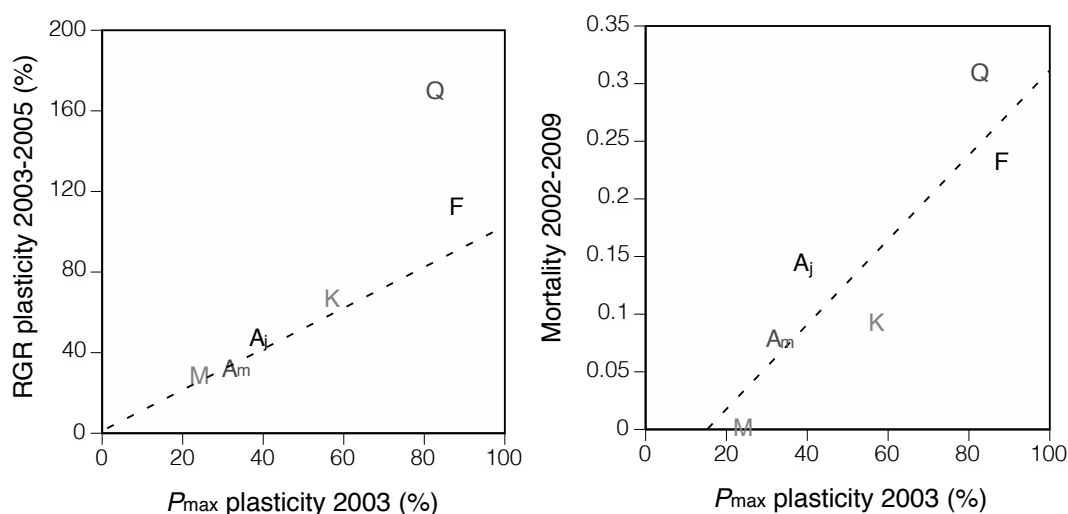 RGR plasticity 2003-2005 (%)
200
160
120
80
40
0
Q
F
K
Aj
Am
M
0 20 40 60 80 100
Pmax plasticity 2003 (%)
Mortality 2002-2009
0.35
0.3
0.25
0.2
0.15
0.1
0.05
0
Q
F
Aj
K
Am
M
0 20 40 60 80 100
Pmax plasticity 2003 (%)